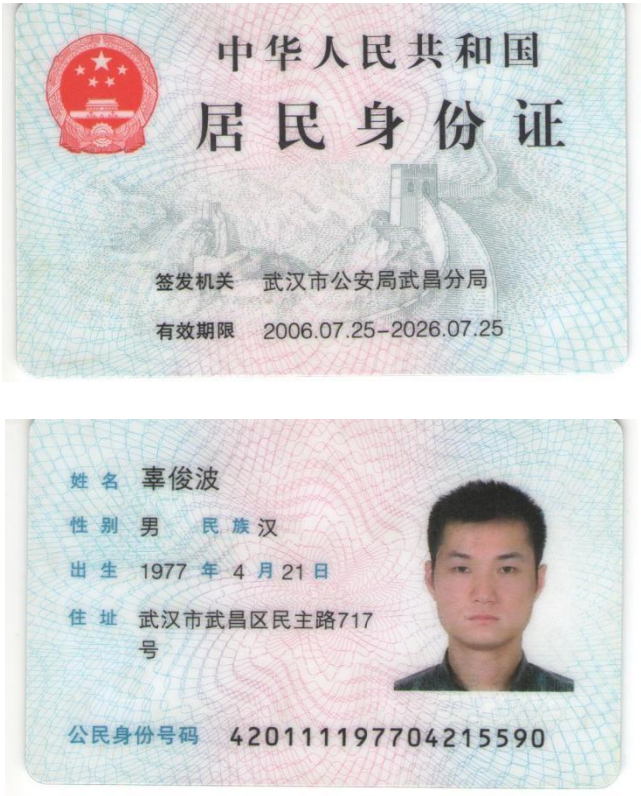 中华人民共和国
居民身份证
签发机关 武汉市公安局武昌分局
有效期限 2006.07.25-2026.07.25
姓名 辜俊波
性别 男 民族 汉
出生 1977 年 4 月 21 日
住址 武汉市武昌区民主路717
号
公民身份号码 420111197704215590